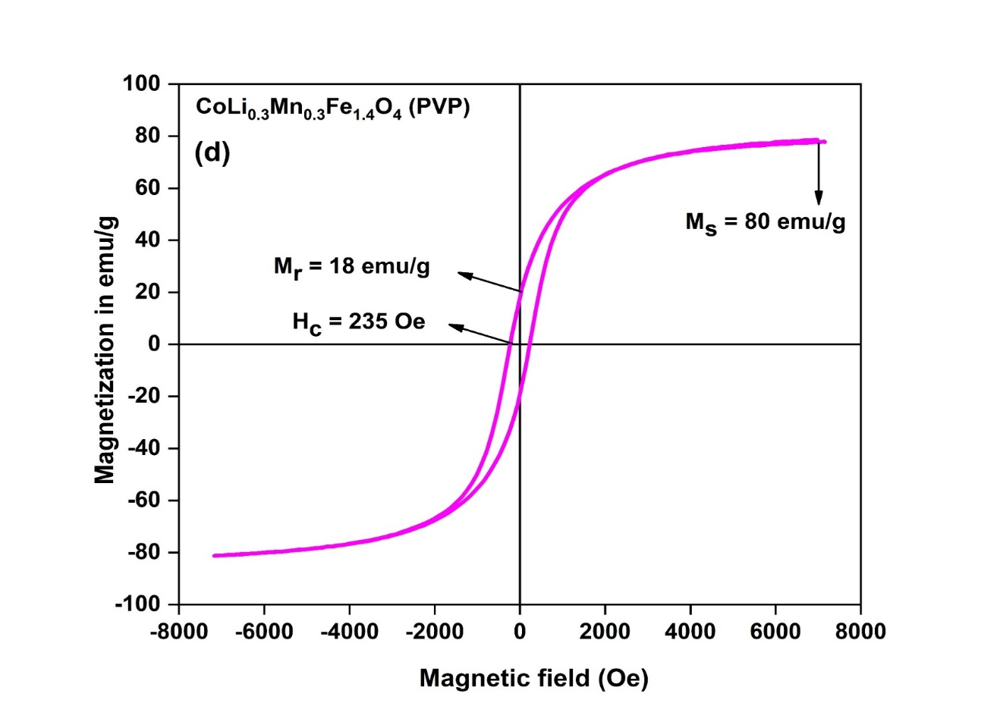 CoLi0.3Mn0.3Fe1.4O4 (PVP)
(d)
100
80
60
40
20
0
-20
-40
-60
-80
-100
Magnetization in emu/g
Ms = 80 emu/g
Mr = 18 emu/g
Hc = 235 Oe
-8000 -6000 -4000 -2000 0 2000 4000 6000 8000
Magnetic field (Oe)